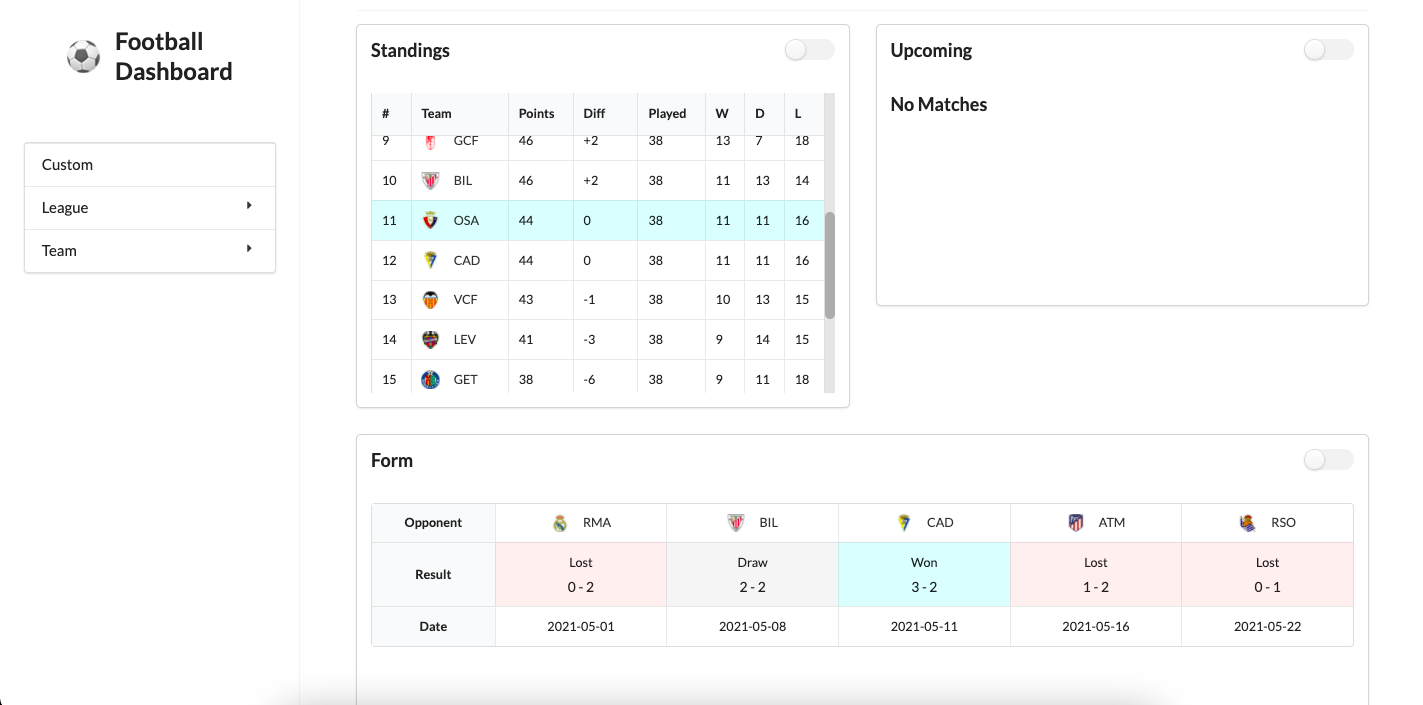 Football
Dashboard
Custom
League
Team
Standings
# Team Points Diff Played W D L
9 GCF 46 +2 38 13 7 18
10 BIL 46 +2 38 11 13 14
11 OSA 44 0 38 11 11 16
12 CAD 44 0 38 11 11 16
13 VCF 43 -1 38 10 13 15
14 LEV 41 -3 38 9 14 15
15 GET 38 -6 38 9 11 18
Upcoming
No Matches
Form
Opponent RMA BIL CAD ATM RSO
Result
Lost Draw Won Lost Lost
0 - 2 2 - 2 3 - 2 1 - 2 0 - 1
Date 2021-05-01 2021-05-08 2021-05-11 2021-05-16 2021-05-22